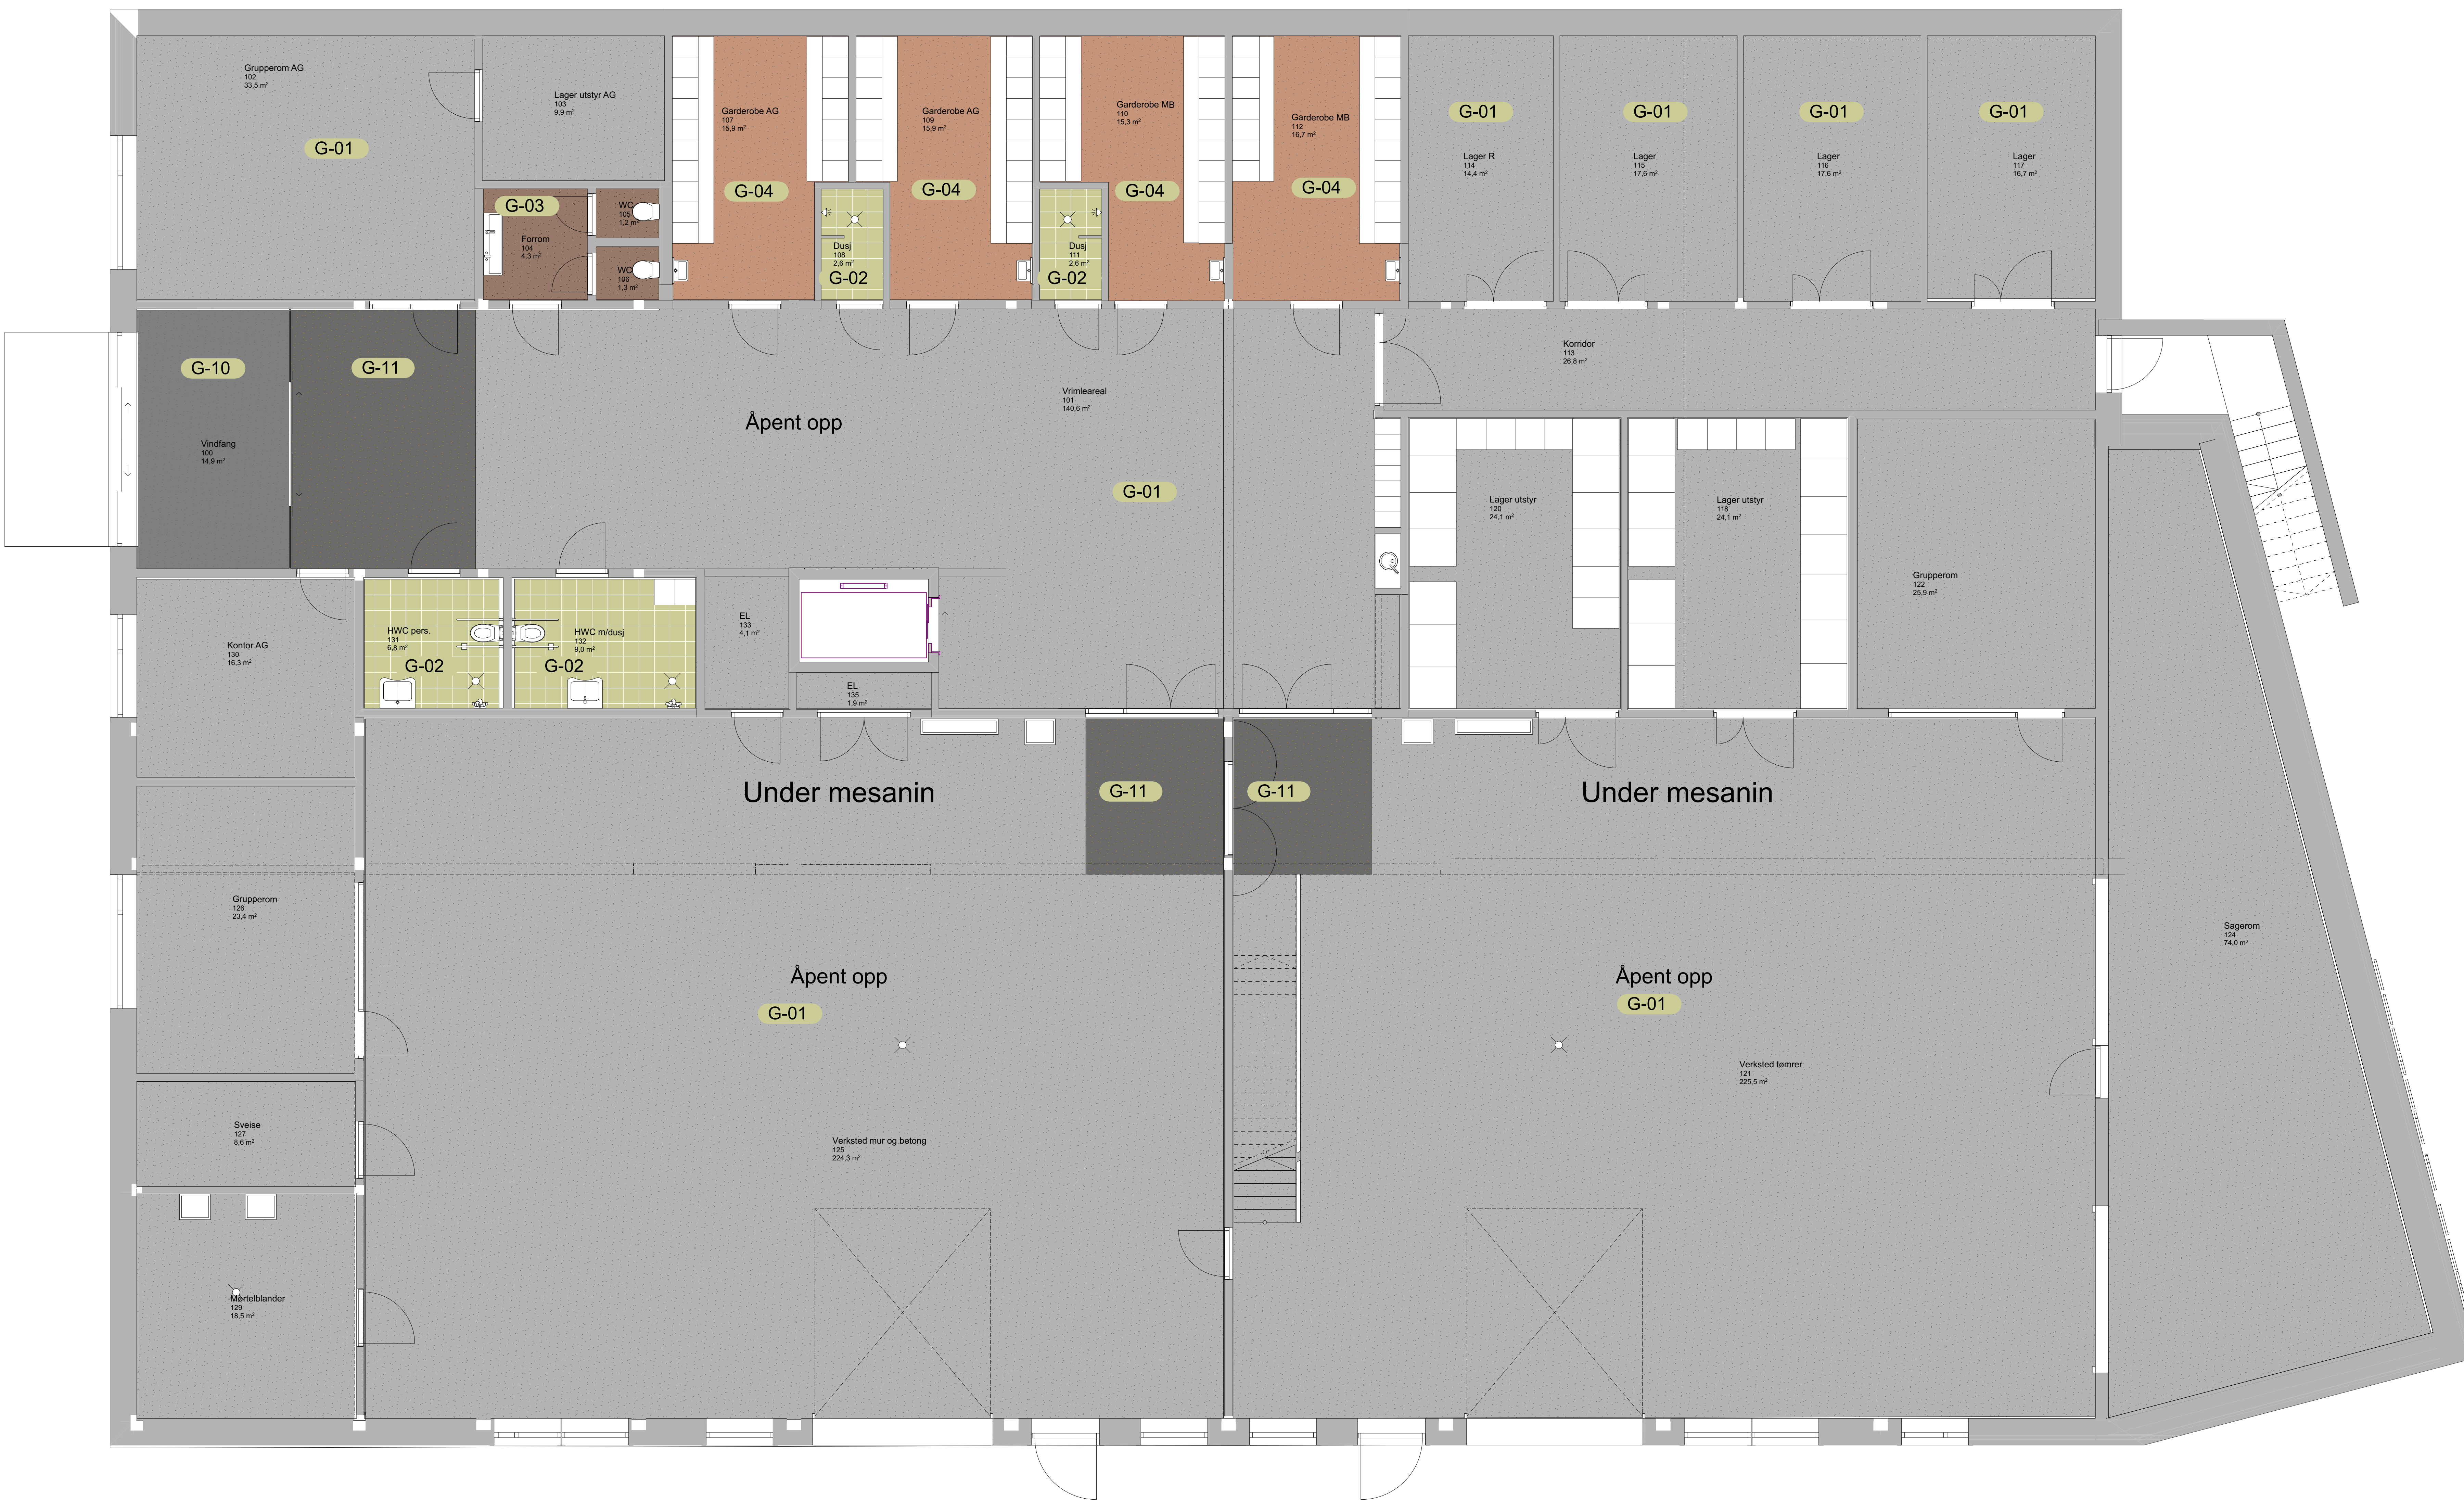 Grupperom AG
102
33,5 m²
G-01
Lager utstyr AG
103
9,9 m²
G-03
Forrom
104
4,3 m²
WC
105
1,2 m²
WC
106
1,3 m²
Garderobe AG
107
15,9 m²
G-04
Dusj
108
2,6 m²
G-02
Garderobe AG
109
15,9 m²
G-04
Garderobe MB
110
15,3 m²
G-04
Dusj
111
2,6 m²
G-02
Garderobe MB
112
16,7 m²
G-04
G-01
Lager R
114
14,4 m²
G-01
Lager
115
17,6 m²
G-01
Lager
116
17,6 m²
G-01
Lager
117
16,7 m²
G-10
Vindfang
100
14,9 m²
G-11
Åpent opp
Vrimleareal
101
140,6 m²
G-01
Korridor
113
26,8 m²
Lager utstyr
120
24,1 m²
Lager utstyr
118
24,1 m²
Grupperom
122
25,9 m²
Kontor AG
130
16,3 m²
HWC pers.
131
6,8 m²
G-02
HWC m/dusj
132
9,0 m²
G-02
EL
133
4,1 m²
EL
135
1,9 m²
Under mesanin
G-11
G-11
Under mesanin
Grupperom
126
23,4 m²
Åpent opp
G-01
Åpent opp
G-01
Sagerom
124
74,0 m²
Verksted tømrer
121
225,5 m²
Sveise
127
8,6 m²
Verksted mur og betong
125
224,3 m²
Mørtelblander
129
18,5 m²